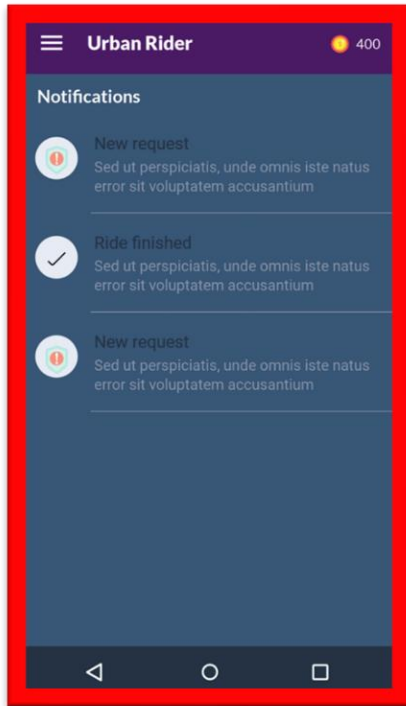 Urban Rider
400
Notifications
New request
Sed ut perspiciatis, unde omnis iste natus
error sit voluptatem accusantium
Ride finished
Sed ut perspiciatis, unde omnis iste natus
error sit voluptatem accusantium
New request
Sed ut perspiciatis, unde omnis iste natus
error sit voluptatem accusantium